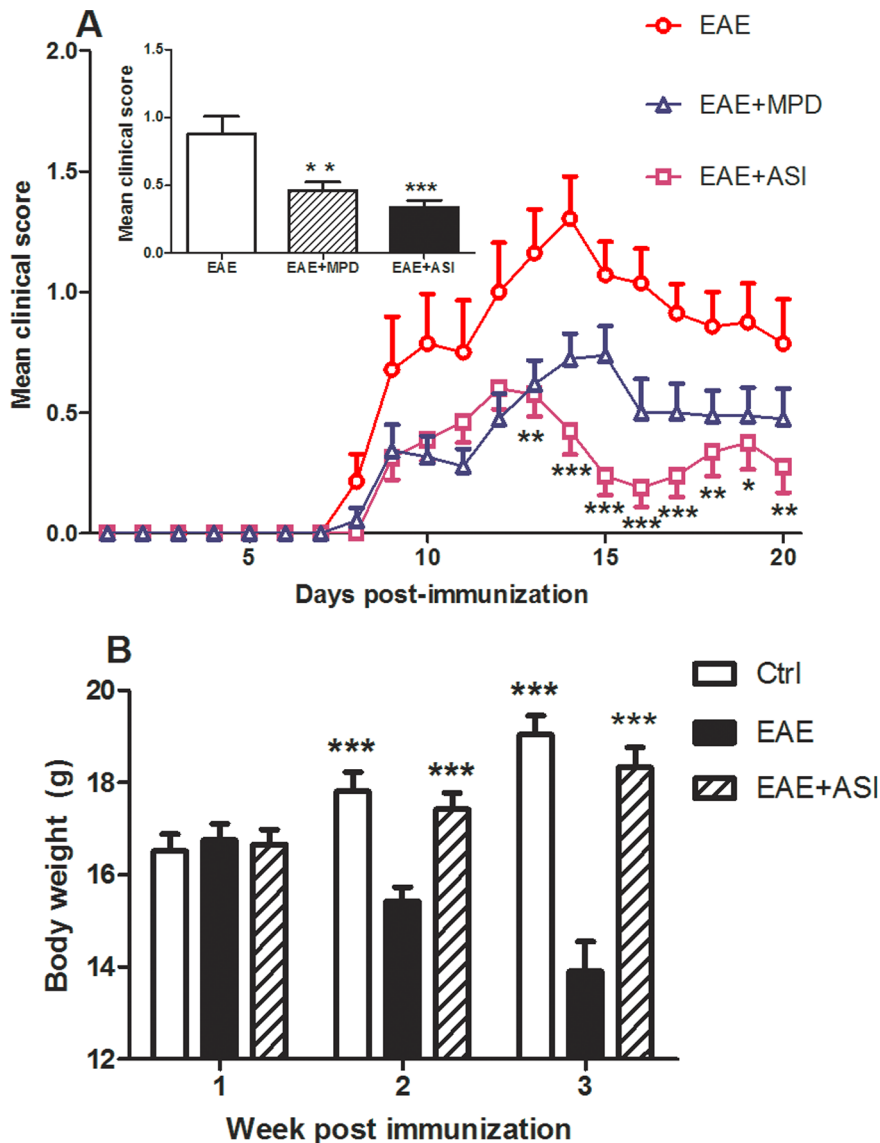 A
EAE
EAE+MPD
EAE+ASI
Mean clinical score
2.0
1.5
1.0
0.5
0.0
Mean clinical score
1.5
1.0
0.5
0.0
* *
***
EAE
EAE+MPD
EAE+ASI
**
***
***
***
***
**
*
**
5
10
15
20
Days post-immunization
B
Ctrl
EAE
EAE+ASI
Body weight (g)
20
18
16
14
12
***
***
***
***
1
2
3
Week post immunization